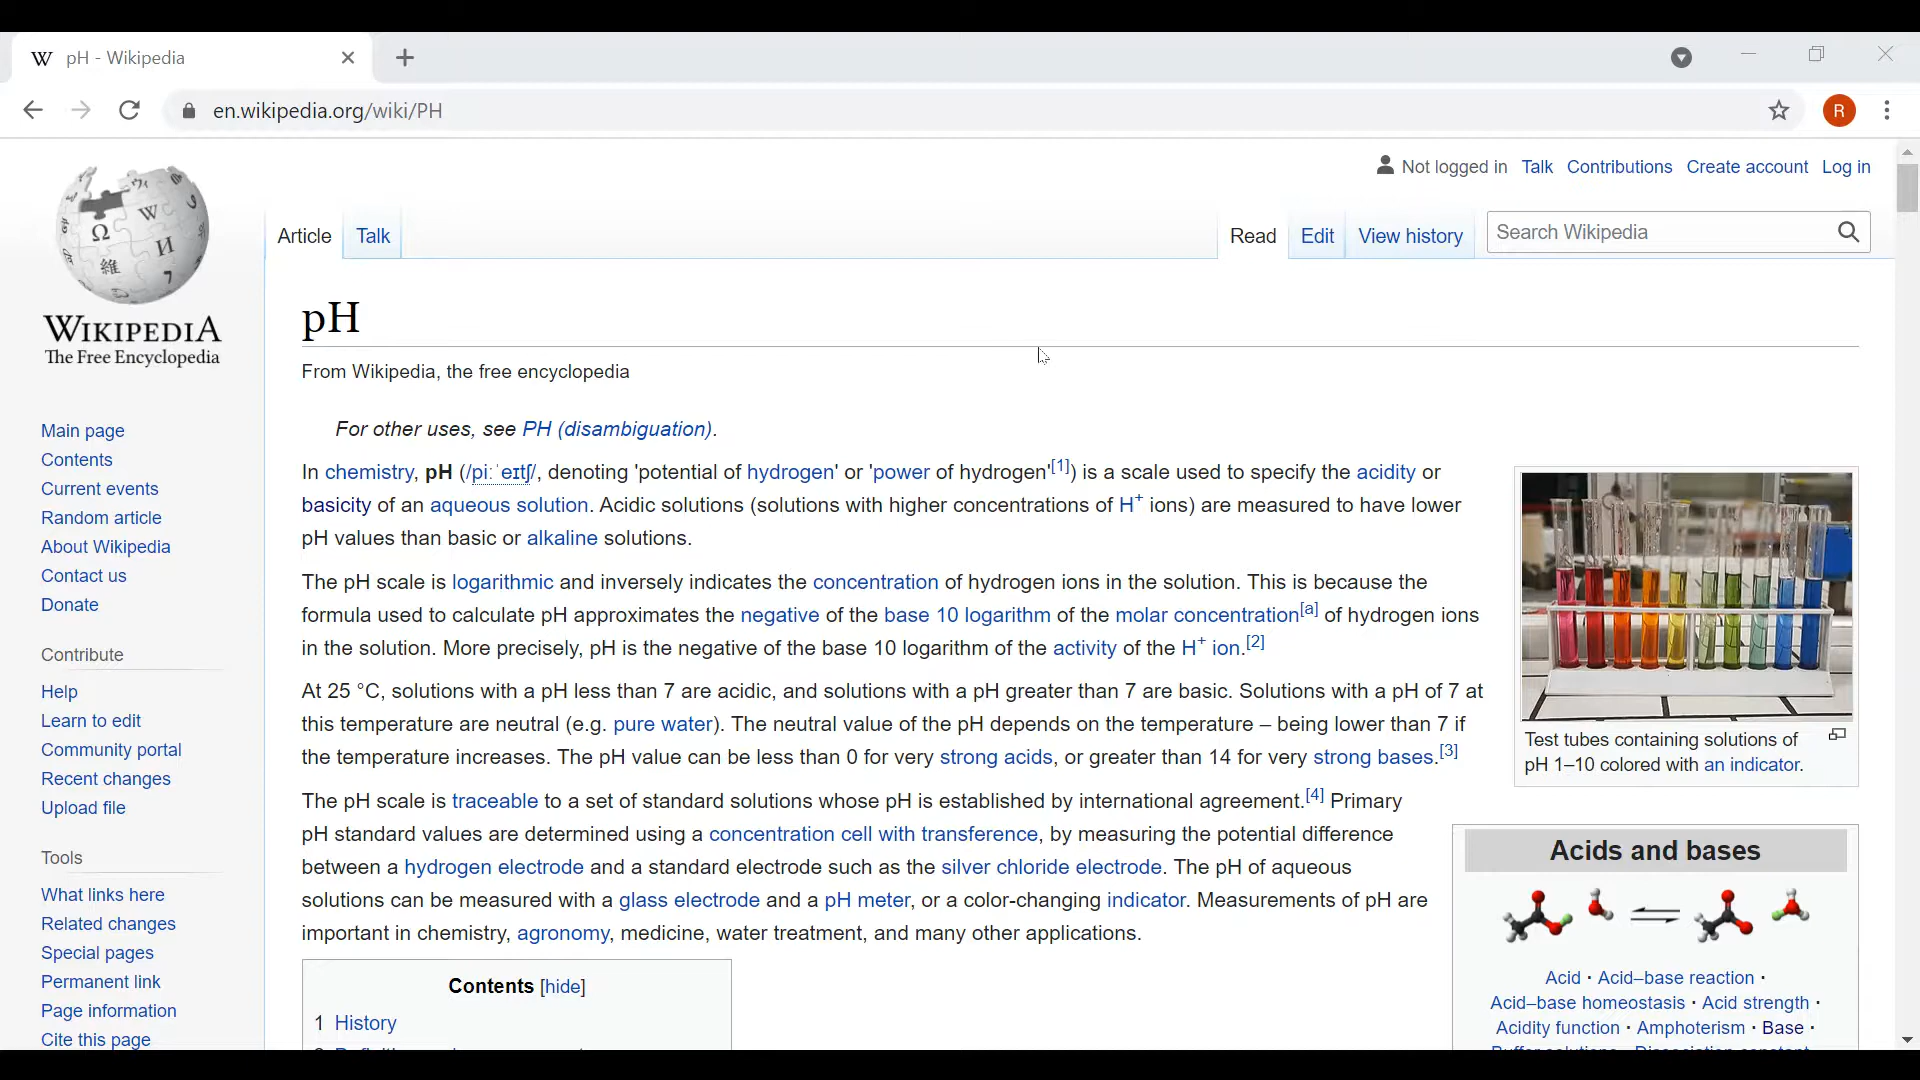 pH - Wikipedia
en.wikipedia.org/wiki/PH
R
Not logged in Talk Contributions Create account Log in
Article Talk Read Edit View history Search Wikipedia
WIKIPEDIA
The Free Encyclopedia
Main page
Contents
Current events
Random article
About Wikipedia
Contact us
Donate
Contribute
Help
Learn to edit
Community portal
Recent changes
Upload file
Tools
What links here
Related changes
Special pages
Permanent link
Page information
Cite this page
pH
From Wikipedia, the free encyclopedia
For other uses, see PH (disambiguation).
In chemistry, pH (/piːˈeɪtʃ/, denoting 'potential of hydrogen' or 'power of hydrogen'[1]) is a scale used to specify the acidity or
basicity of an aqueous solution. Acidic solutions (solutions with higher concentrations of H+ ions) are measured to have lower
pH values than basic or alkaline solutions.
The pH scale is logarithmic and inversely indicates the concentration of hydrogen ions in the solution. This is because the
formula used to calculate pH approximates the negative of the base 10 logarithm of the molar concentration[a] of hydrogen ions
in the solution. More precisely, pH is the negative of the base 10 logarithm of the activity of the H+ ion.[2]
At 25 °C, solutions with a pH less than 7 are acidic, and solutions with a pH greater than 7 are basic. Solutions with a pH of 7 at
this temperature are neutral (e.g. pure water). The neutral value of the pH depends on the temperature – being lower than 7 if
the temperature increases. The pH value can be less than 0 for very strong acids, or greater than 14 for very strong bases.[3]
The pH scale is traceable to a set of standard solutions whose pH is established by international agreement.[4] Primary
pH standard values are determined using a concentration cell with transference, by measuring the potential difference
between a hydrogen electrode and a standard electrode such as the silver chloride electrode. The pH of aqueous
solutions can be measured with a glass electrode and a pH meter, or a color-changing indicator. Measurements of pH are
important in chemistry, agronomy, medicine, water treatment, and many other applications.
Contents [hide]
1 History
Test tubes containing solutions of
pH 1–10 colored with an indicator.
Acids and bases
Acid · Acid–base reaction ·
Acid–base homeostasis · Acid strength ·
Acidity function · Amphoterism · Base ·